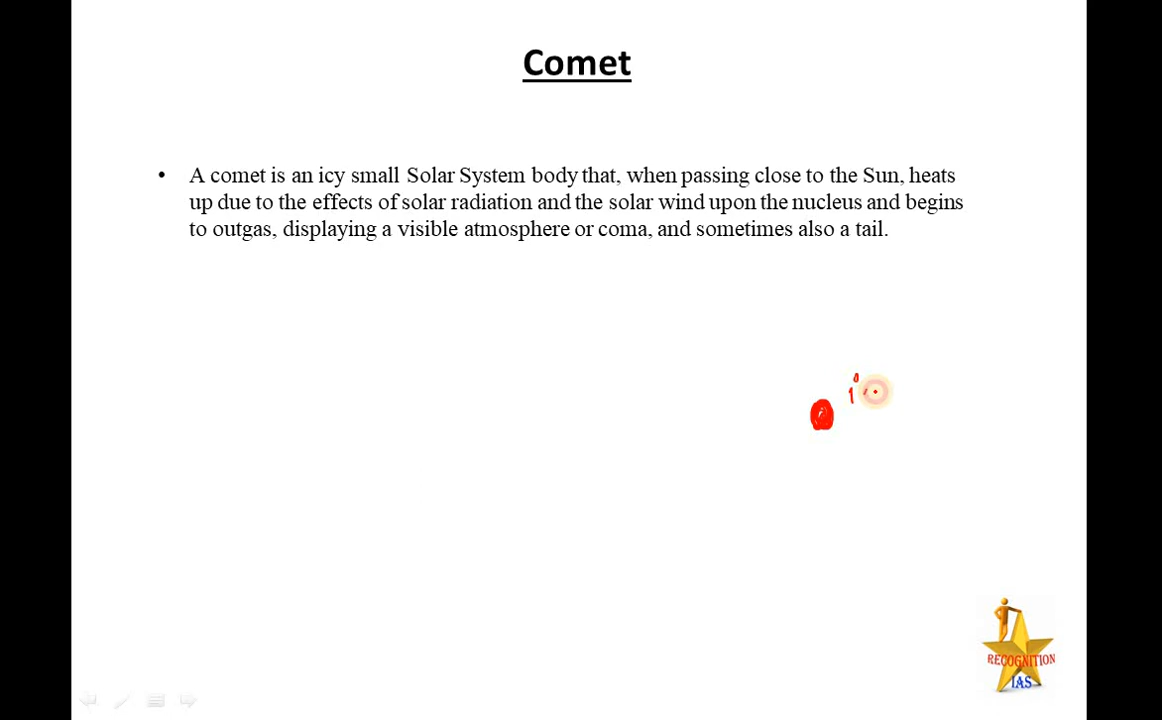 Comet
• A comet is an icy small Solar System body that, when passing close to the Sun, heats
up due to the effects of solar radiation and the solar wind upon the nucleus and begins
to outgas, displaying a visible atmosphere or coma, and sometimes also a tail.
RECOGNITION
IAS